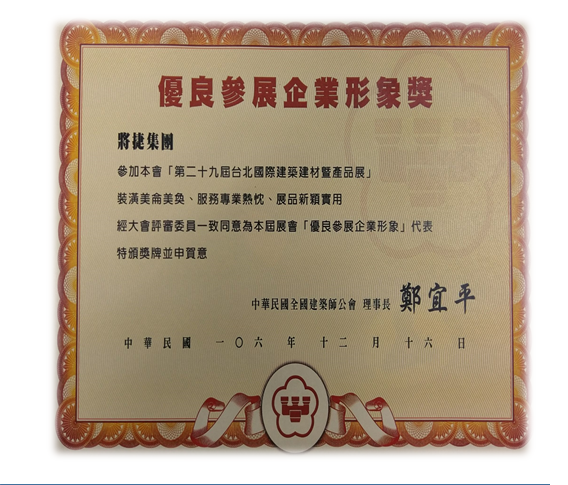 優良參展企業形象獎
將捷集團
參加本會「第二十九屆台北國際建築建材暨產品展」
裝潢美侖美奐、服務專業熱忱、展品新穎實用
經大會評審委員一致同意為本屆展會「優良參展企業形象」代表
特頒獎牌並申賀意
中華民國全國建築師公會 理事長 鄭宜平
中華民國 一〇六年十二月十六日